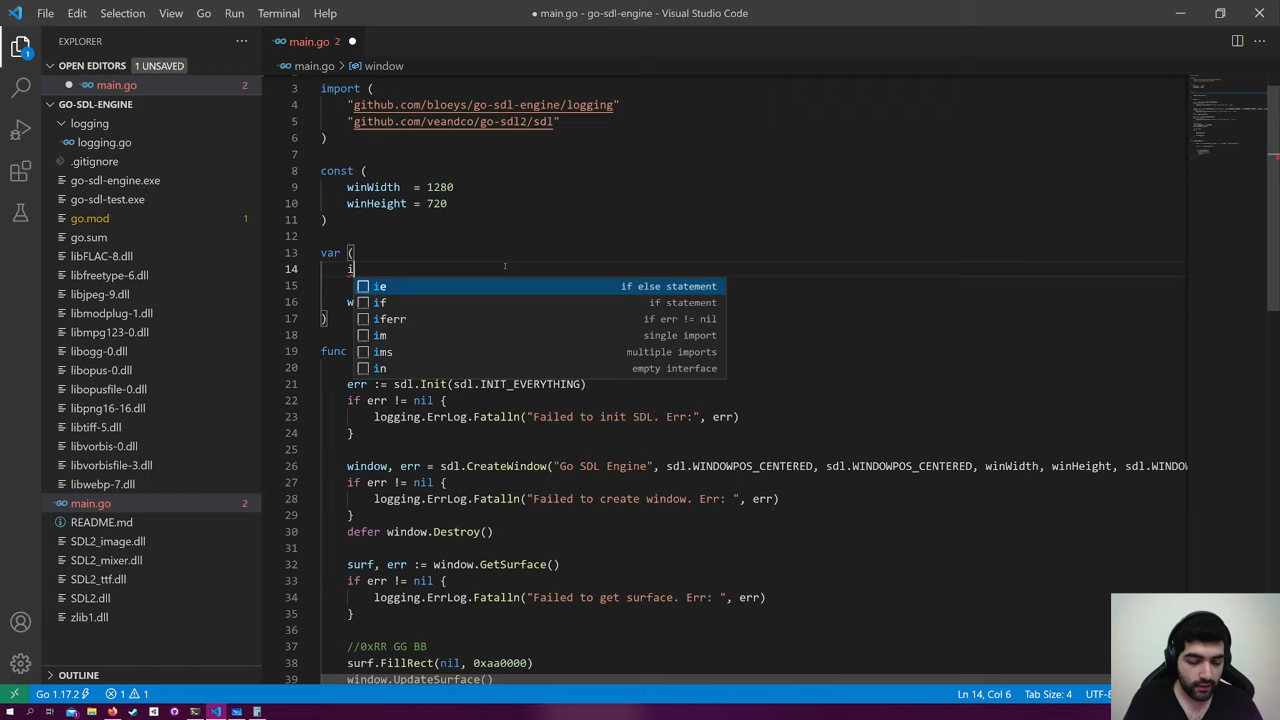 File Edit Selection View Go Run Terminal Help
● main.go - go-sdl-engine - Visual Studio Code
EXPLORER
OPEN EDITORS 1 UNSAVED
main.go 2
GO-SDL-ENGINE
logging
logging.go
.gitignore
go-sdl-engine.exe
go-sdl-test.exe
go.mod 1
go.sum
libFLAC-8.dll
libfreetype-6.dll
libjpeg-9.dll
libmodplug-1.dll
libmpg123-0.dll
libogg-0.dll
libopus-0.dll
libopusfile-0.dll
libpng16-16.dll
libtiff-5.dll
libvorbis-0.dll
libvorbisfile-3.dll
libwebp-7.dll
main.go 2
README.md
SDL2_image.dll
SDL2_mixer.dll
SDL2_ttf.dll
SDL2.dll
zlib1.dll
OUTLINE
main.go 2
main.go > window
3 import (
4 "github.com/bloeys/go-sdl-engine/logging"
5 "github.com/veandco/go-sdl2/sdl"
6 )
7
8 const (
9 winWidth = 1280
10 winHeight = 720
11 )
12
13 var (
14 i
15
16 w
17 )
18
19 func
20
21 err := sdl.Init(sdl.INIT_EVERYTHING)
22 if err != nil {
23 logging.ErrLog.Fatalln("Failed to init SDL. Err:", err)
24 }
25
26 window, err = sdl.CreateWindow("Go SDL Engine", sdl.WINDOWPOS_CENTERED, sdl.WINDOWPOS_CENTERED, winWidth, winHeight, sdl.WINDOW
27 if err != nil {
28 logging.ErrLog.Fatalln("Failed to create window. Err: ", err)
29 }
30 defer window.Destroy()
31
32 surf, err := window.GetSurface()
33 if err != nil {
34 logging.ErrLog.Fatalln("Failed to get surface. Err: ", err)
35 }
36
37 //0xRR GG BB
38 surf.FillRect(nil, 0xaa0000)
39 window.UpdateSurface()
ie if else statement
if if statement
iferr if err != nil
im single import
ims multiple imports
in empty interface
Go 1.17.2 1 1
Ln 14, Col 6 Tab Size: 4 UTF-8